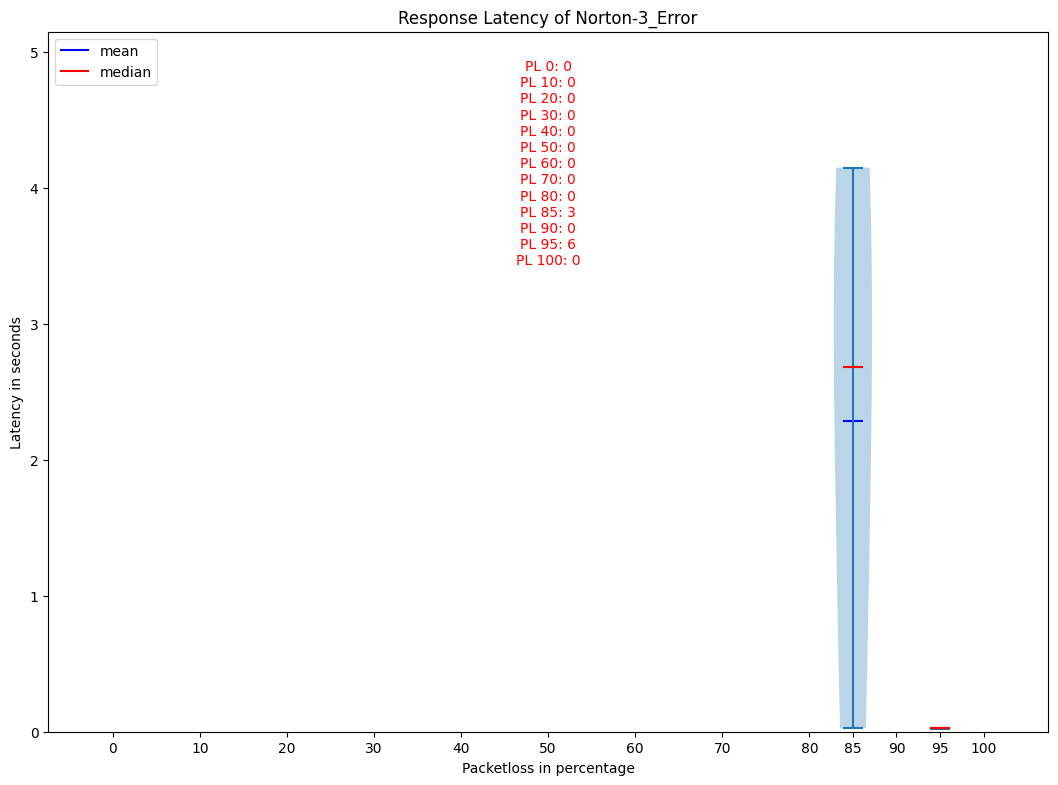 Response Latency of Norton-3_Error
mean
median
PL 0: 0
PL 10: 0
PL 20: 0
PL 30: 0
PL 40: 0
PL 50: 0
PL 60: 0
PL 70: 0
PL 80: 0
PL 85: 3
PL 90: 0
PL 95: 6
PL 100: 0
Latency in seconds
5
4
3
2
1
0
0 10 20 30 40 50 60 70 80 85 90 95 100
Packetloss in percentage